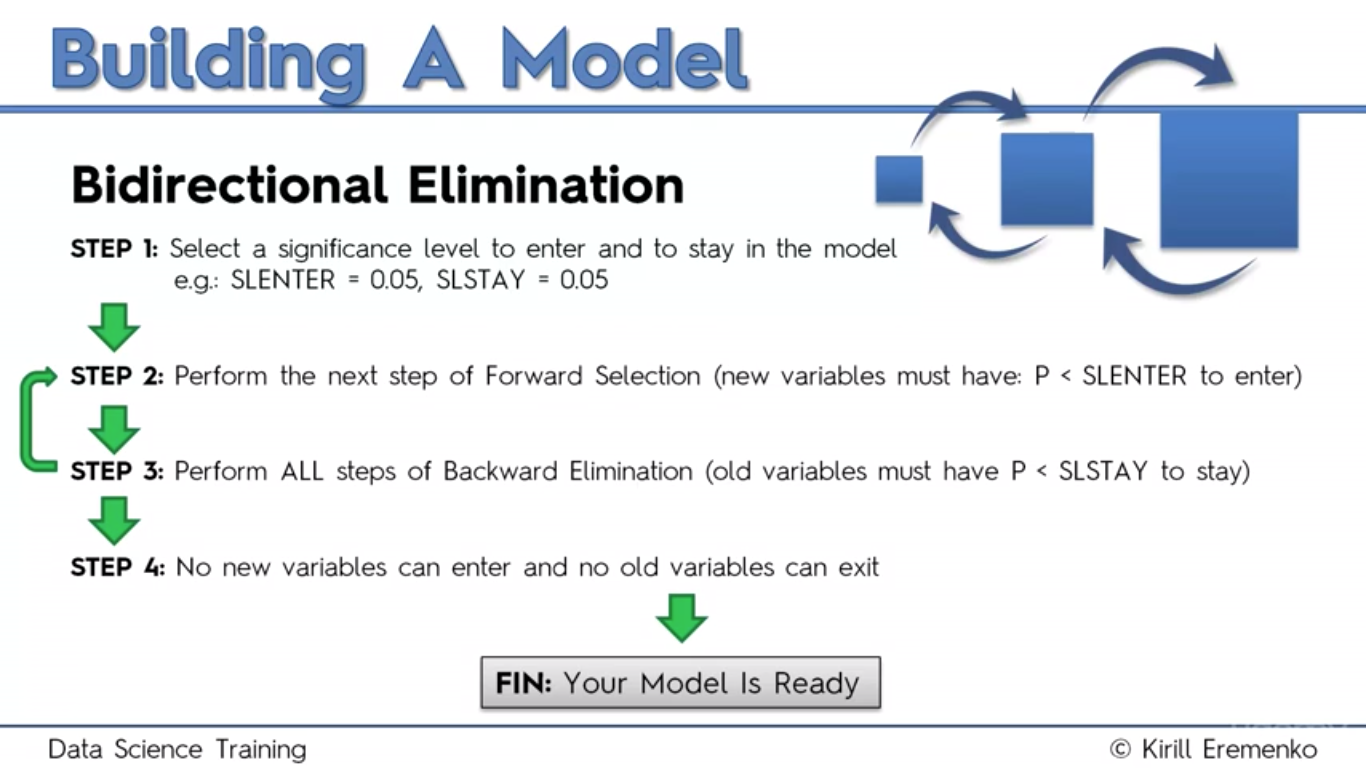 Building A Model
Bidirectional Elimination
STEP 1: Select a significance level to enter and to stay in the model
e.g.: SLENTER = 0.05, SLSTAY = 0.05
STEP 2: Perform the next step of Forward Selection (new variables must have: P < SLENTER to enter)
STEP 3: Perform ALL steps of Backward Elimination (old variables must have P < SLSTAY to stay)
STEP 4: No new variables can enter and no old variables can exit
FIN: Your Model Is Ready
Data Science Training
© Kirill Eremenko